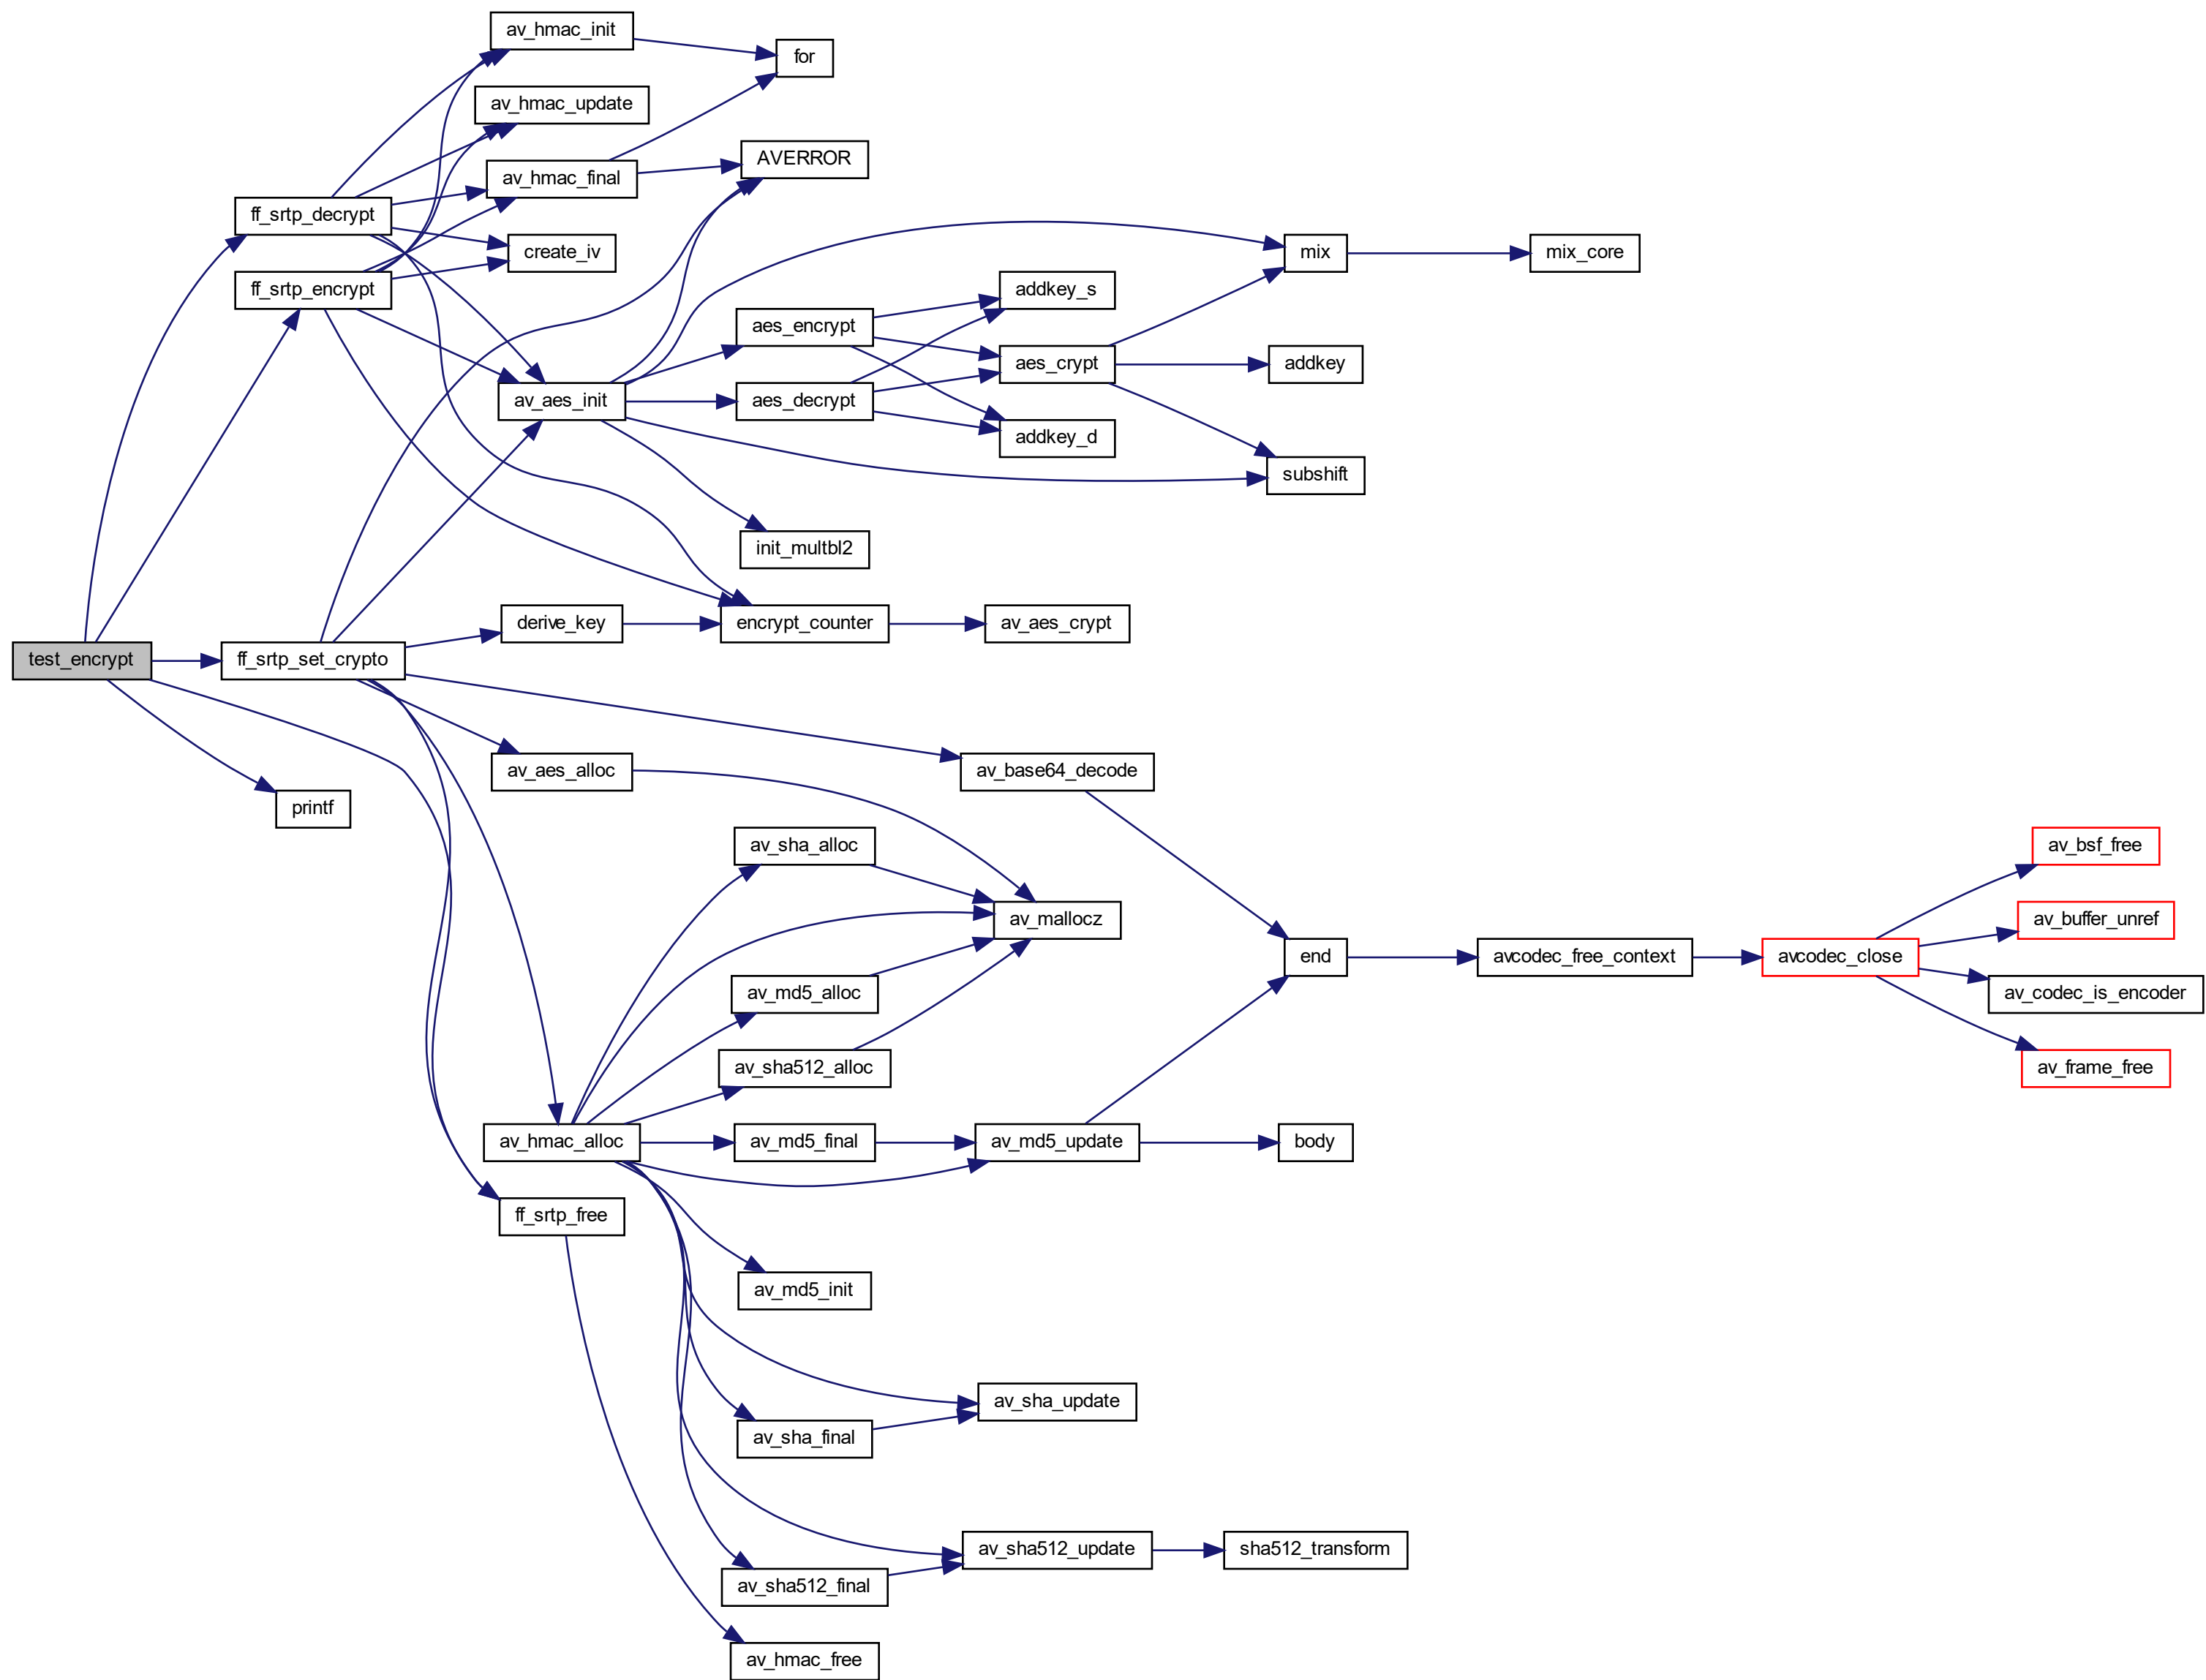 av_hmac_init
for
av_hmac_update
AVERROR
av_hmac_final
ff_srtp_decrypt
create_iv
mix
mix_core
ff_srtp_encrypt
addkey_s
aes_encrypt
aes_crypt
addkey
av_aes_init
aes_decrypt
addkey_d
subshift
init_multbl2
derive_key
encrypt_counter
av_aes_crypt
test_encrypt
ff_srtp_set_crypto
av_aes_alloc
av_base64_decode
printf
av_sha_alloc
av_bsf_free
av_mallocz
av_buffer_unref
end
avcodec_free_context
avcodec_close
av_md5_alloc
av_codec_is_encoder
av_sha512_alloc
av_frame_free
av_hmac_alloc
av_md5_final
av_md5_update
body
ff_srtp_free
av_md5_init
av_sha_update
av_sha_final
av_sha512_update
sha512_transform
av_sha512_final
av_hmac_free